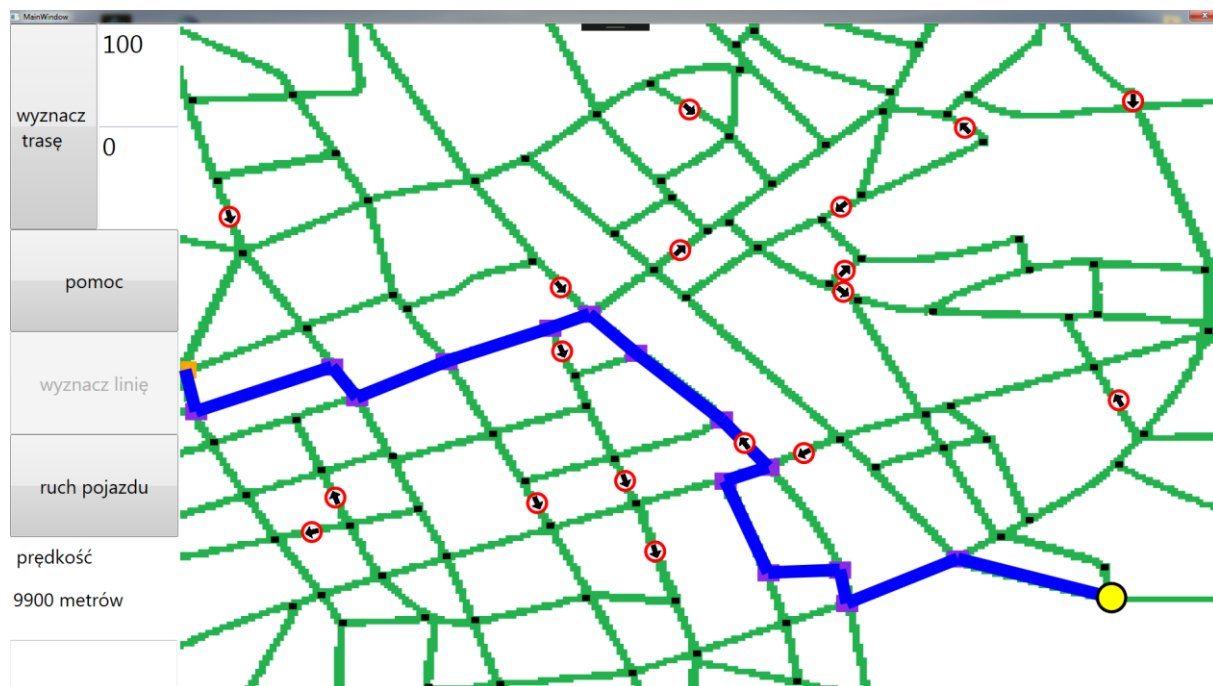 MainWindow
100
wyznacz
trasę
0
pomoc
wyznacz linię
ruch pojazdu
prędkość
9900 metrów